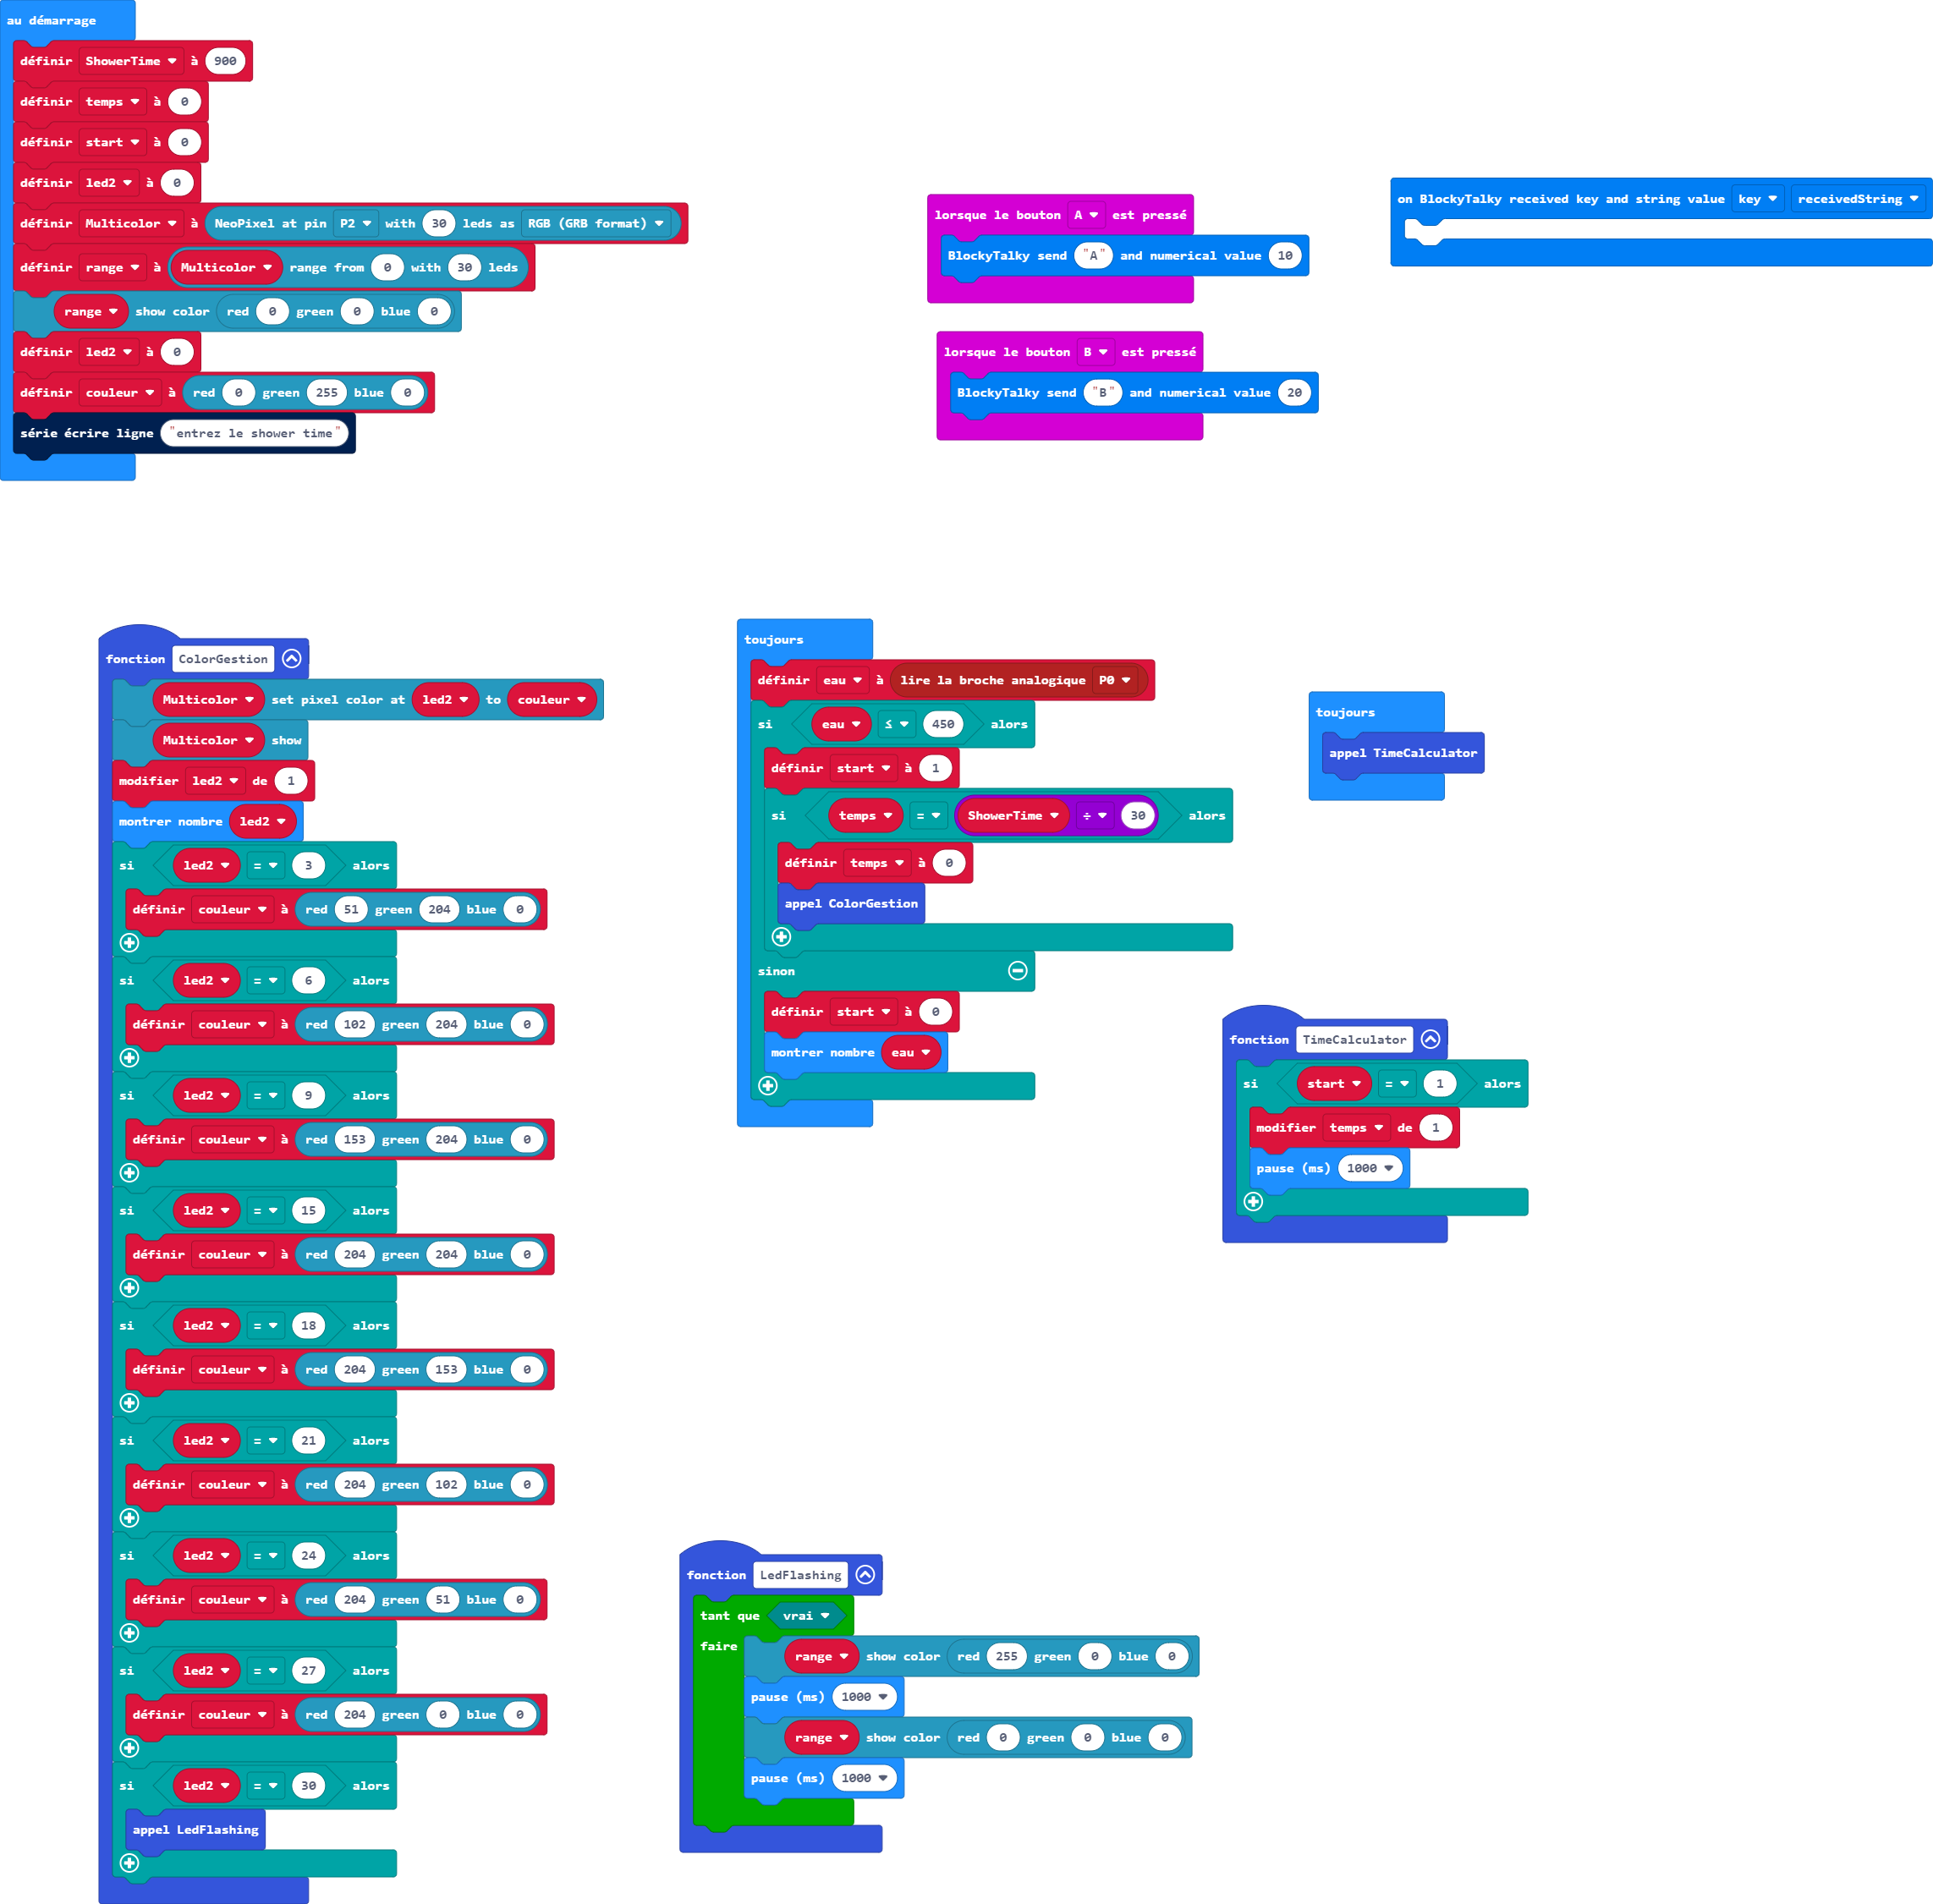 au démarrage
définir ShowerTime à 900
définir temps à 0
définir start à 0
définir led2 à 0
définir Multicolor à NeoPixel at pin P2 with 30 leds as RGB (GRB format)
définir range à Multicolor range from 0 with 30 leds
range show color red 0 green 0 blue 0
définir led2 à 0
définir couleur à red 0 green 255 blue 0
série écrire ligne "entrez le shower time"
lorsque le bouton A est pressé
BlockyTalky send "A" and numerical value 10
lorsque le bouton B est pressé
BlockyTalky send "B" and numerical value 20
on BlockyTalky received key and string value key receivedString
fonction ColorGestion
Multicolor set pixel color at led2 to couleur
Multicolor show
modifier led2 de 1
montrer nombre led2
si led2 = 3 alors
définir couleur à red 51 green 204 blue 0
si led2 = 6 alors
définir couleur à red 102 green 204 blue 0
si led2 = 9 alors
définir couleur à red 153 green 204 blue 0
si led2 = 15 alors
définir couleur à red 204 green 204 blue 0
si led2 = 18 alors
définir couleur à red 204 green 153 blue 0
si led2 = 21 alors
définir couleur à red 204 green 102 blue 0
si led2 = 24 alors
définir couleur à red 204 green 51 blue 0
si led2 = 27 alors
définir couleur à red 204 green 0 blue 0
si led2 = 30 alors
appel LedFlashing
toujours
définir eau à lire la broche analogique P0
si eau ≤ 450 alors
définir start à 1
si temps = ShowerTime ÷ 30 alors
définir temps à 0
appel ColorGestion
sinon
définir start à 0
montrer nombre eau
toujours
appel TimeCalculator
fonction TimeCalculator
si start = 1 alors
modifier temps de 1
pause (ms) 1000
fonction LedFlashing
tant que vrai
faire
range show color red 255 green 0 blue 0
pause (ms) 1000
range show color red 0 green 0 blue 0
pause (ms) 1000